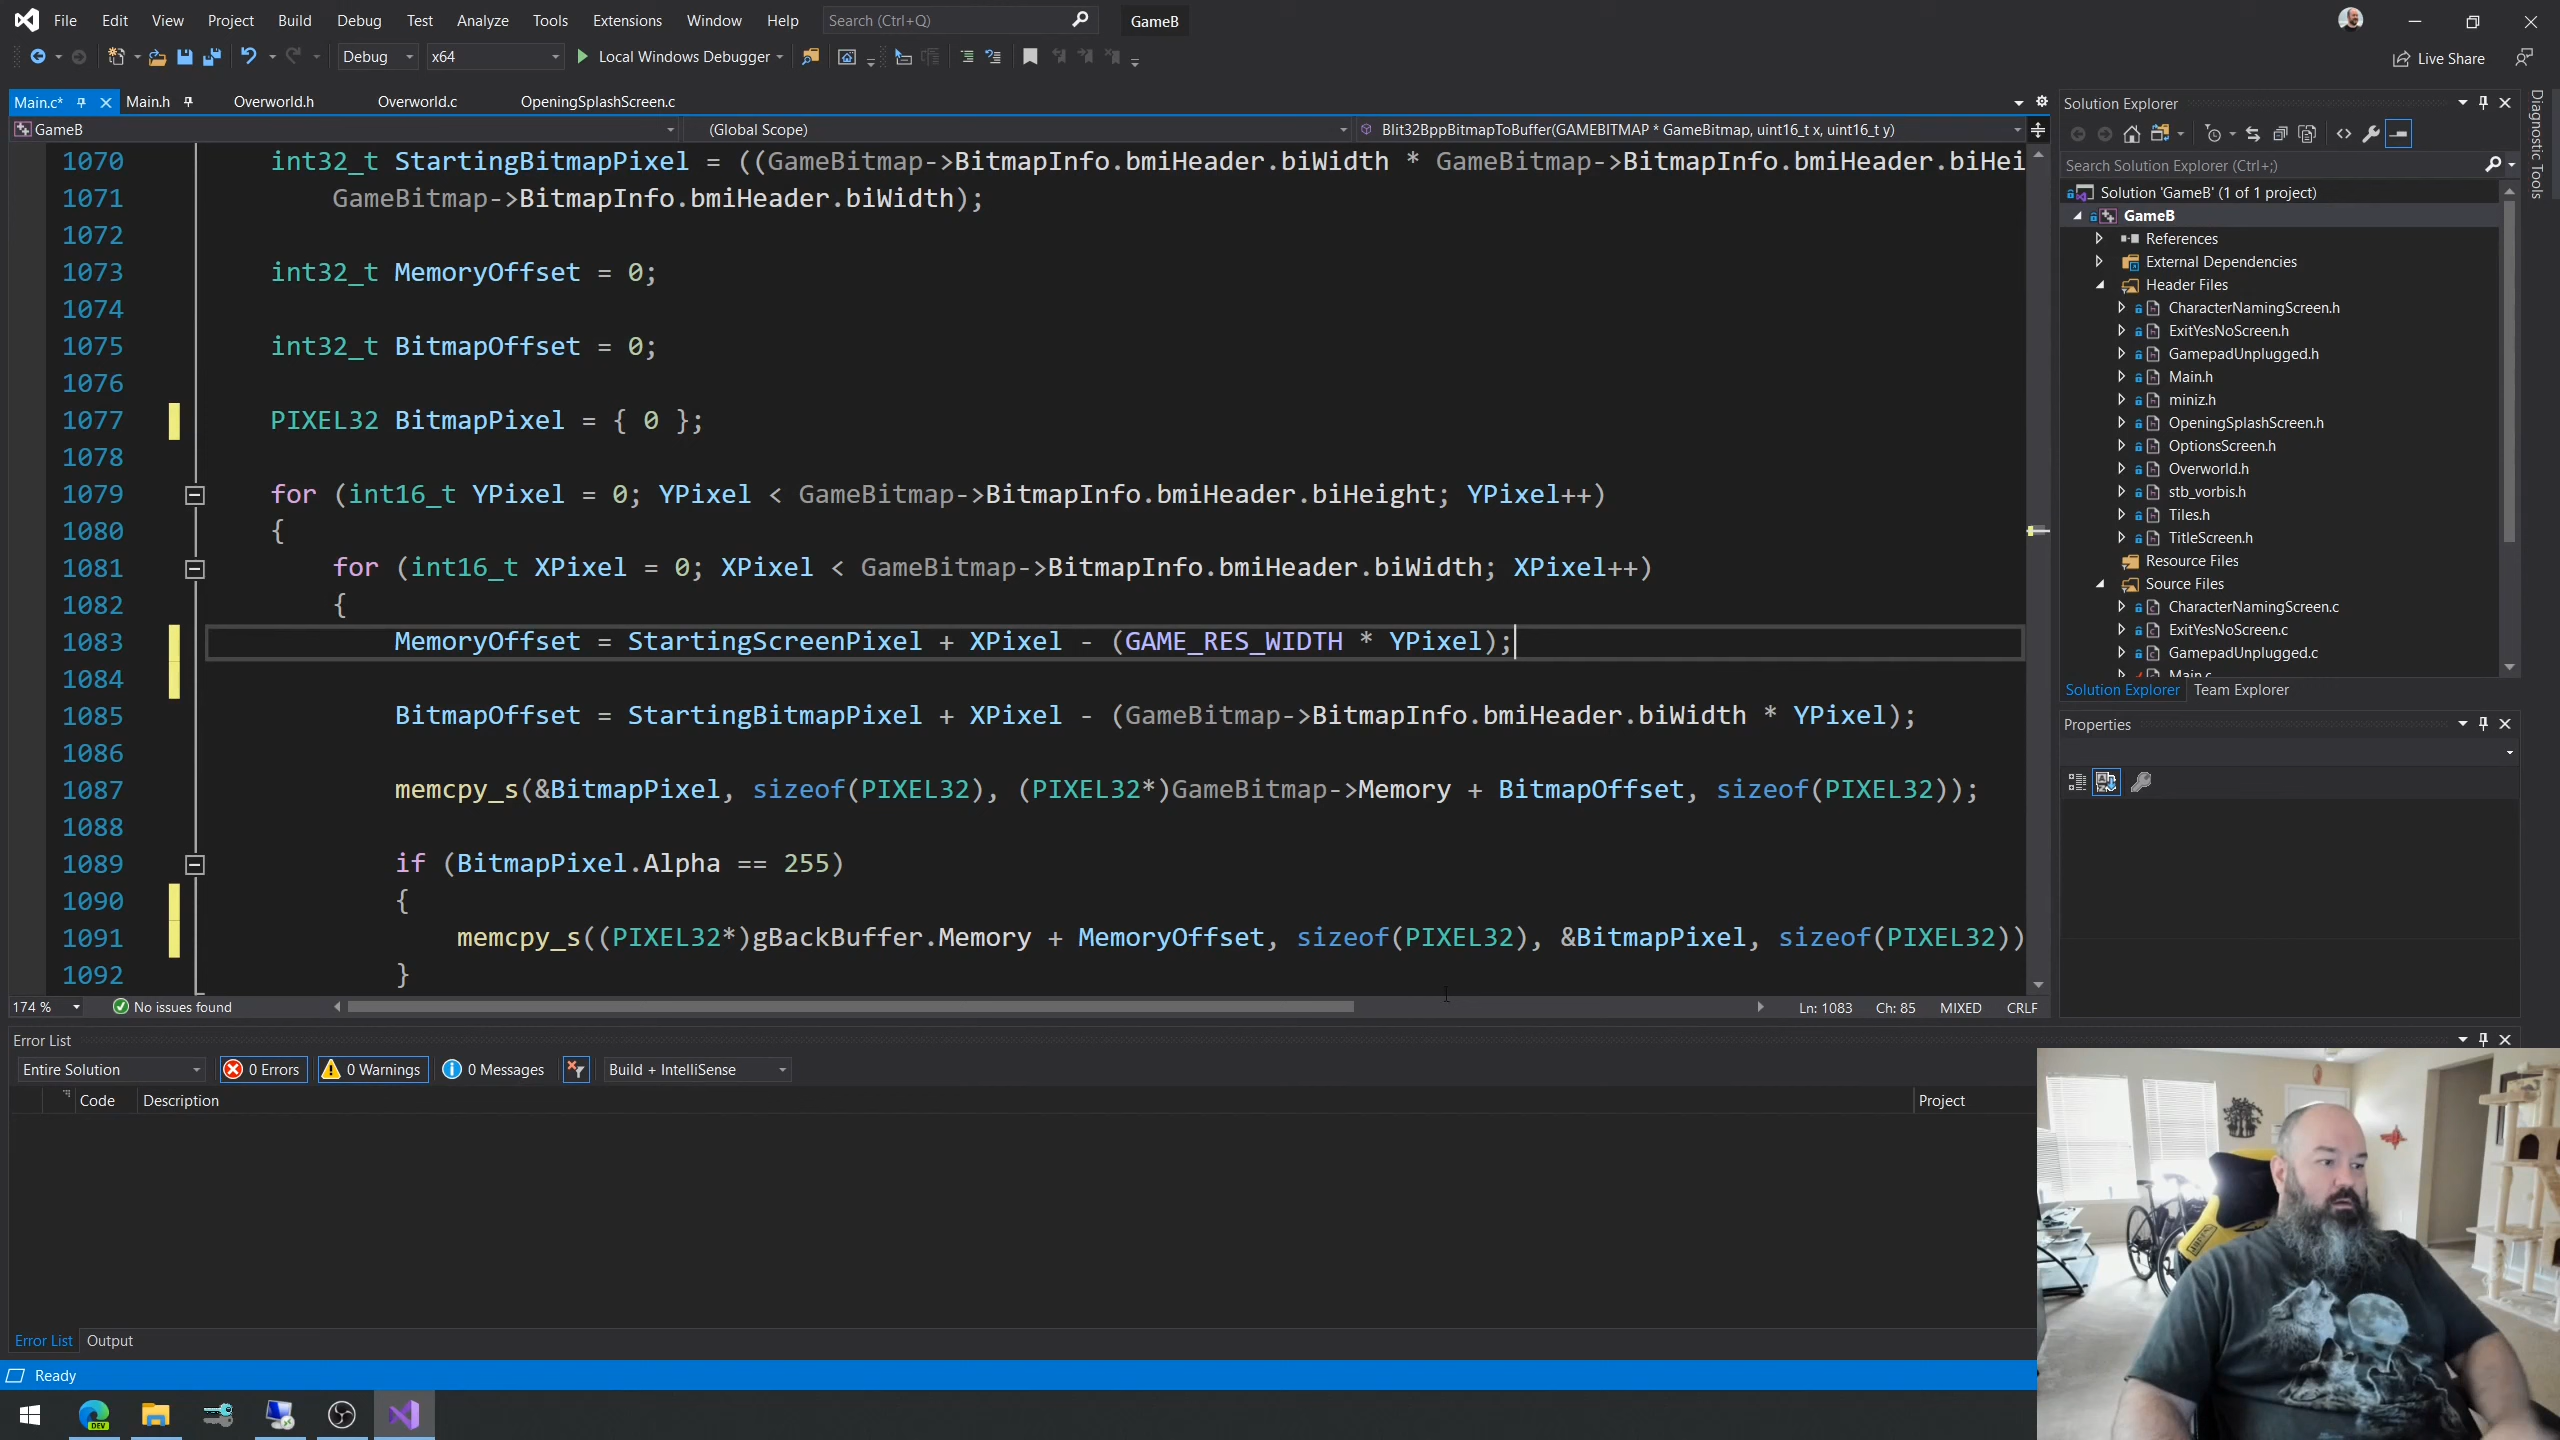 File Edit View Project Build Debug Test Analyze Tools Extensions Window Help Search (Ctrl+Q) GameB
Debug x64 Local Windows Debugger Live Share
Main.c* Main.h Overworld.h Overworld.c OpeningSplashScreen.c
GameB (Global Scope) Blit32BppBitmapToBuffer(GAMEBITMAP * GameBitmap, uint16_t x, uint16_t y)
1070 int32_t StartingBitmapPixel = ((GameBitmap->BitmapInfo.bmiHeader.biWidth * GameBitmap->BitmapInfo.bmiHeader.biHei
1071 GameBitmap->BitmapInfo.bmiHeader.biWidth);
1072
1073 int32_t MemoryOffset = 0;
1074
1075 int32_t BitmapOffset = 0;
1076
1077 PIXEL32 BitmapPixel = { 0 };
1078
1079 for (int16_t YPixel = 0; YPixel < GameBitmap->BitmapInfo.bmiHeader.biHeight; YPixel++)
1080 {
1081 for (int16_t XPixel = 0; XPixel < GameBitmap->BitmapInfo.bmiHeader.biWidth; XPixel++)
1082 {
1083 MemoryOffset = StartingScreenPixel + XPixel - (GAME_RES_WIDTH * YPixel);
1084
1085 BitmapOffset = StartingBitmapPixel + XPixel - (GameBitmap->BitmapInfo.bmiHeader.biWidth * YPixel);
1086
1087 memcpy_s(&BitmapPixel, sizeof(PIXEL32), (PIXEL32*)GameBitmap->Memory + BitmapOffset, sizeof(PIXEL32));
1088
1089 if (BitmapPixel.Alpha == 255)
1090 {
1091 memcpy_s((PIXEL32*)gBackBuffer.Memory + MemoryOffset, sizeof(PIXEL32), &BitmapPixel, sizeof(PIXEL32))
1092 }
174 % No issues found Ln: 1083 Ch: 85 MIXED CRLF
Error List
Entire Solution 0 Errors 0 Warnings 0 Messages Build + IntelliSense
Code Description Project
Error List Output
Ready
DEV
Solution Explorer
Search Solution Explorer (Ctrl+;)
Solution 'GameB' (1 of 1 project)
GameB
References
External Dependencies
Header Files
CharacterNamingScreen.h
ExitYesNoScreen.h
GamepadUnplugged.h
Main.h
miniz.h
OpeningSplashScreen.h
OptionsScreen.h
Overworld.h
stb_vorbis.h
Tiles.h
TitleScreen.h
Resource Files
Source Files
CharacterNamingScreen.c
ExitYesNoScreen.c
GamepadUnplugged.c
Main.c
Solution Explorer Team Explorer
Properties
Diagnostic Tools